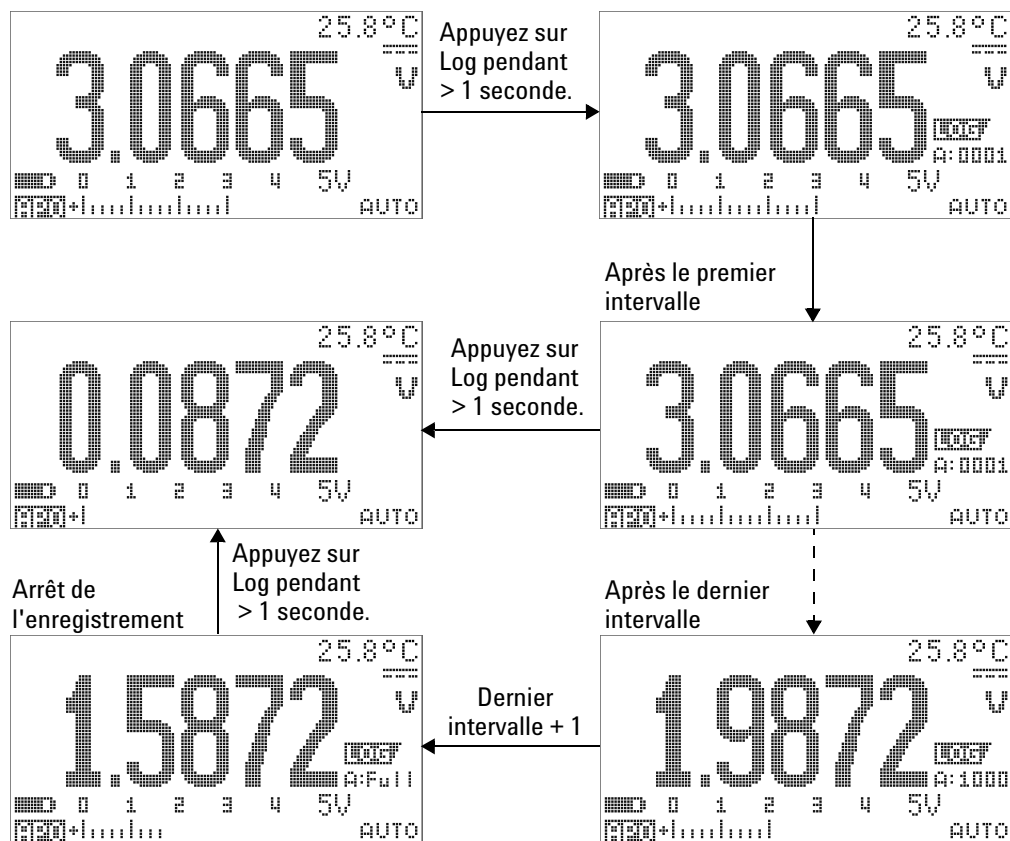 25.8°C
3.0665 V
0 1 2 3 4 5V
APO + AUTO
Appuyez sur
Log pendant
> 1 seconde.
25.8°C
3.0665 V
LOG
A:0001
0 1 2 3 4 5V
APO + AUTO
Après le premier
intervalle
25.8°C
0.0872 V
0 1 2 3 4 5V
APO + AUTO
Appuyez sur
Log pendant
> 1 seconde.
25.8°C
3.0665 V
LOG
A:0001
0 1 2 3 4 5V
APO + AUTO
Arrêt de
l'enregistrement
Appuyez sur
Log pendant
> 1 seconde.
Après le dernier
intervalle
25.8°C
1.5872 V
LOG
A:Full
0 1 2 3 4 5V
APO + AUTO
Dernier
intervalle + 1
25.8°C
1.9872 V
LOG
A:1000
0 1 2 3 4 5V
APO + AUTO